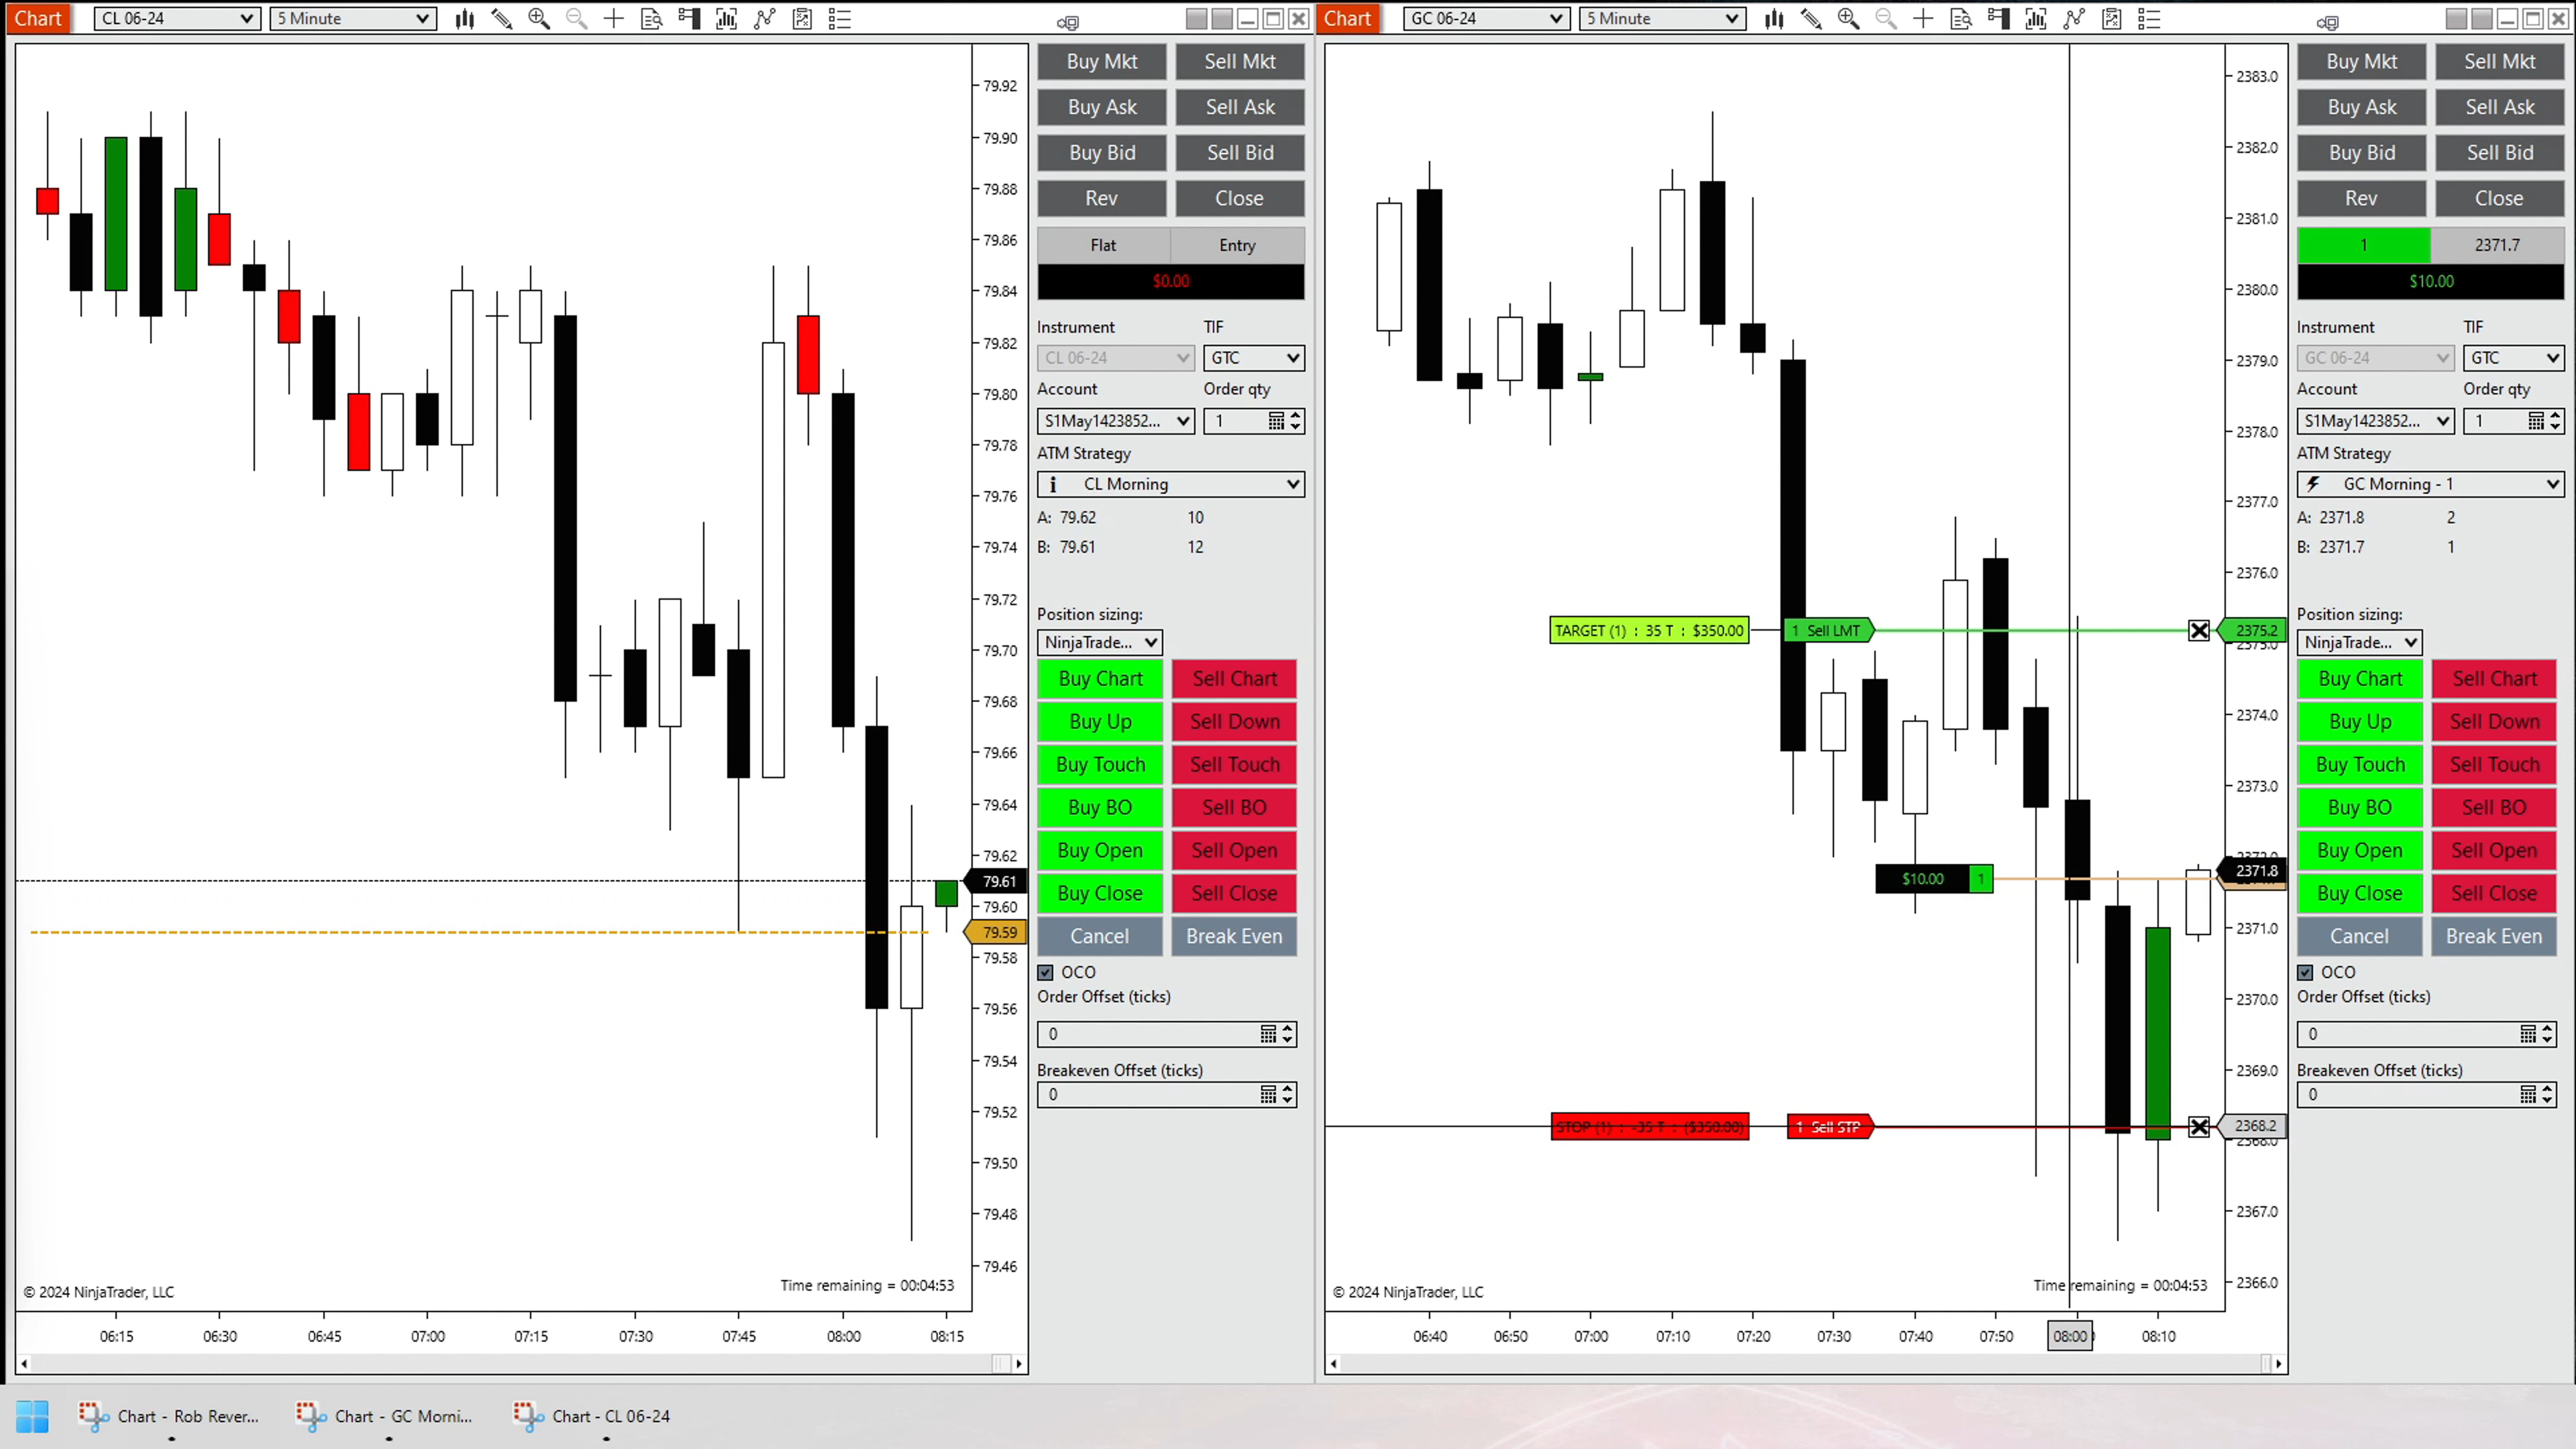 Chart CL 06-24 5 Minute
79.92
79.90
79.88
79.86
79.84
79.82
79.80
79.78
79.76
79.74
79.72
79.70
79.68
79.66
79.64
79.62
79.61
79.60
79.59
79.58
79.56
79.54
79.52
79.50
79.48
79.46
Time remaining = 00:04:53
© 2024 NinjaTrader, LLC
06:15 06:30 06:45 07:00 07:15 07:30 07:45 08:00 08:15
Buy Mkt Sell Mkt
Buy Ask Sell Ask
Buy Bid Sell Bid
Rev Close
Flat Entry
$0.00
Instrument TIF
CL 06-24 GTC
Account Order qty
S1May1423852... 1
ATM Strategy
CL Morning
A: 79.62 10
B: 79.61 12
Position sizing:
NinjaTrade...
Buy Chart Sell Chart
Buy Up Sell Down
Buy Touch Sell Touch
Buy BO Sell BO
Buy Open Sell Open
Buy Close Sell Close
Cancel Break Even
OCO
Order Offset (ticks)
0
Breakeven Offset (ticks)
0
Chart GC 06-24 5 Minute
2383.0
2382.0
2381.0
2380.0
2379.0
2378.0
2377.0
2376.0
TARGET (1) : 35 T : $350.00 1 Sell LMT 2375.2
2375.0
2374.0
2373.0
2371.8
$10.00 1
2371.0
2370.0
2369.0
STOP (1) : -35 T : ($350.00) 1 Sell STP 2368.2
2368.0
2367.0
2366.0
Time remaining = 00:04:53
© 2024 NinjaTrader, LLC
06:40 06:50 07:00 07:10 07:20 07:30 07:40 07:50 08:00 08:10
Buy Mkt Sell Mkt
Buy Ask Sell Ask
Buy Bid Sell Bid
Rev Close
1 2371.7
$10.00
Instrument TIF
GC 06-24 GTC
Account Order qty
S1May1423852... 1
ATM Strategy
GC Morning - 1
A: 2371.8 2
B: 2371.7 1
Position sizing:
NinjaTrade...
Buy Chart Sell Chart
Buy Up Sell Down
Buy Touch Sell Touch
Buy BO Sell BO
Buy Open Sell Open
Buy Close Sell Close
Cancel Break Even
OCO
Order Offset (ticks)
0
Breakeven Offset (ticks)
0
Chart - Rob Rever... Chart - GC Morni... Chart - CL 06-24